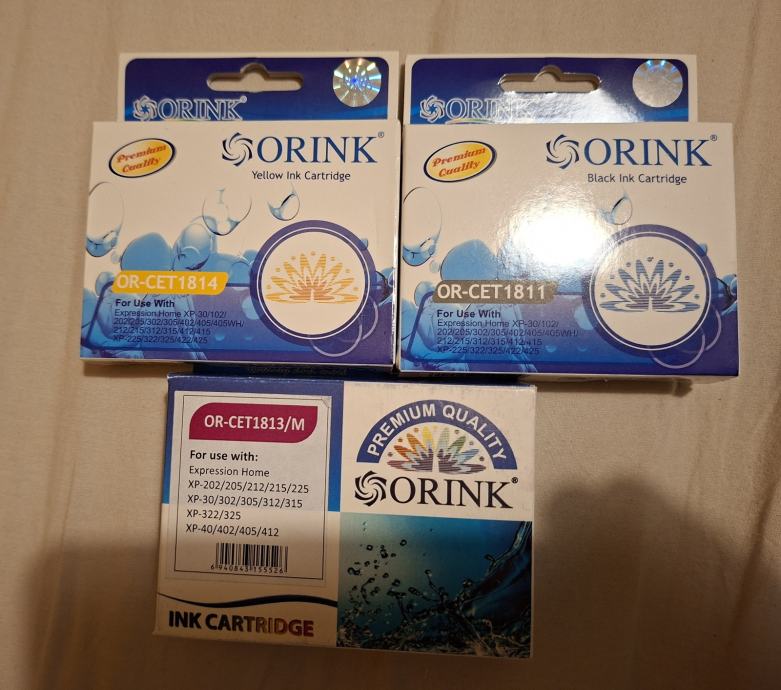 ORINK®
Premium
Quality
ORINK®
Yellow Ink Cartridge
OR-CET1814
For Use With
Expression Home XP-30/102/
202/205/302/305/402/405/405WH/
212/215/312/315/412/415
XP-225/322/325/422/425
ORINK
Premium
Quality
ORINK®
Black Ink Cartridge
OR-CET1811
For Use With
Expression Home XP-30/102/
202/205/302/305/402/405/405WH/
212/215/312/315/412/415
XP-225/322/325/422/425
OR-CET1813/M
For use with:
Expression Home
XP-202/205/212/215/225
XP-30/302/305/312/315
XP-322/325
XP-40/402/405/412
6 940843 155526
INK CARTRIDGE
PREMIUM QUALITY
ORINK®